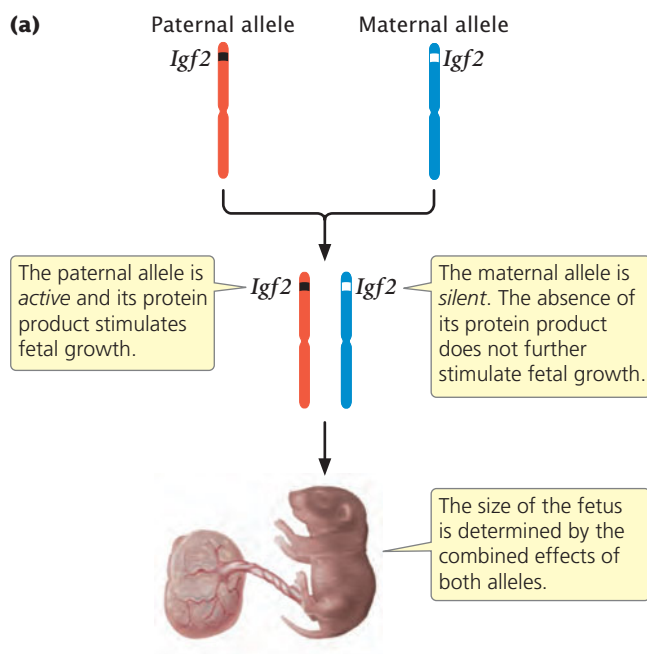 (a)
Paternal allele
Maternal allele
Igf2
Igf2
The paternal allele is
active and its protein
product stimulates
fetal growth.
Igf2
Igf2
The maternal allele is
silent. The absence of
its protein product
does not further
stimulate fetal growth.
The size of the fetus
is determined by the
combined effects of
both alleles.